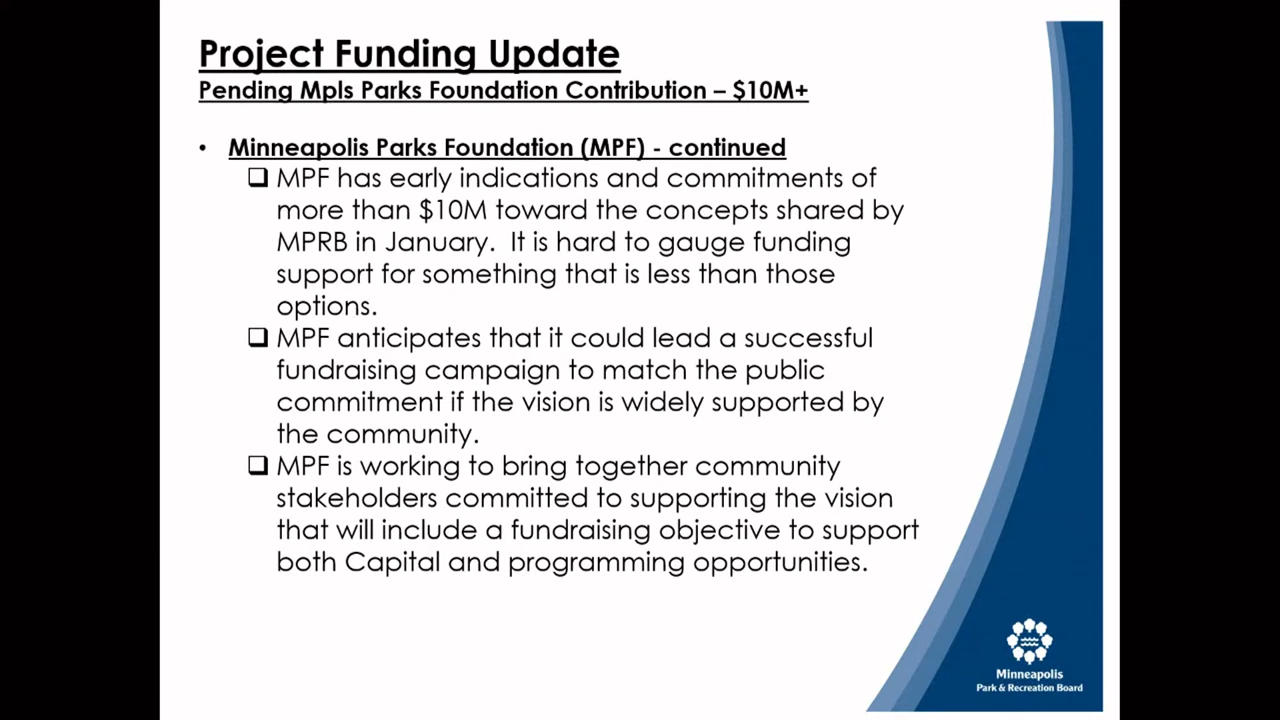 Project Funding Update
Pending Mpls Parks Foundation Contribution – $10M+
• Minneapolis Parks Foundation (MPF) - continued
❑ MPF has early indications and commitments of
more than $10M toward the concepts shared by
MPRB in January.  It is hard to gauge funding
support for something that is less than those
options.
❑ MPF anticipates that it could lead a successful
fundraising campaign to match the public
commitment if the vision is widely supported by
the community.
❑ MPF is working to bring together community
stakeholders committed to supporting the vision
that will include a fundraising objective to support
both Capital and programming opportunities.
Minneapolis
Park & Recreation Board